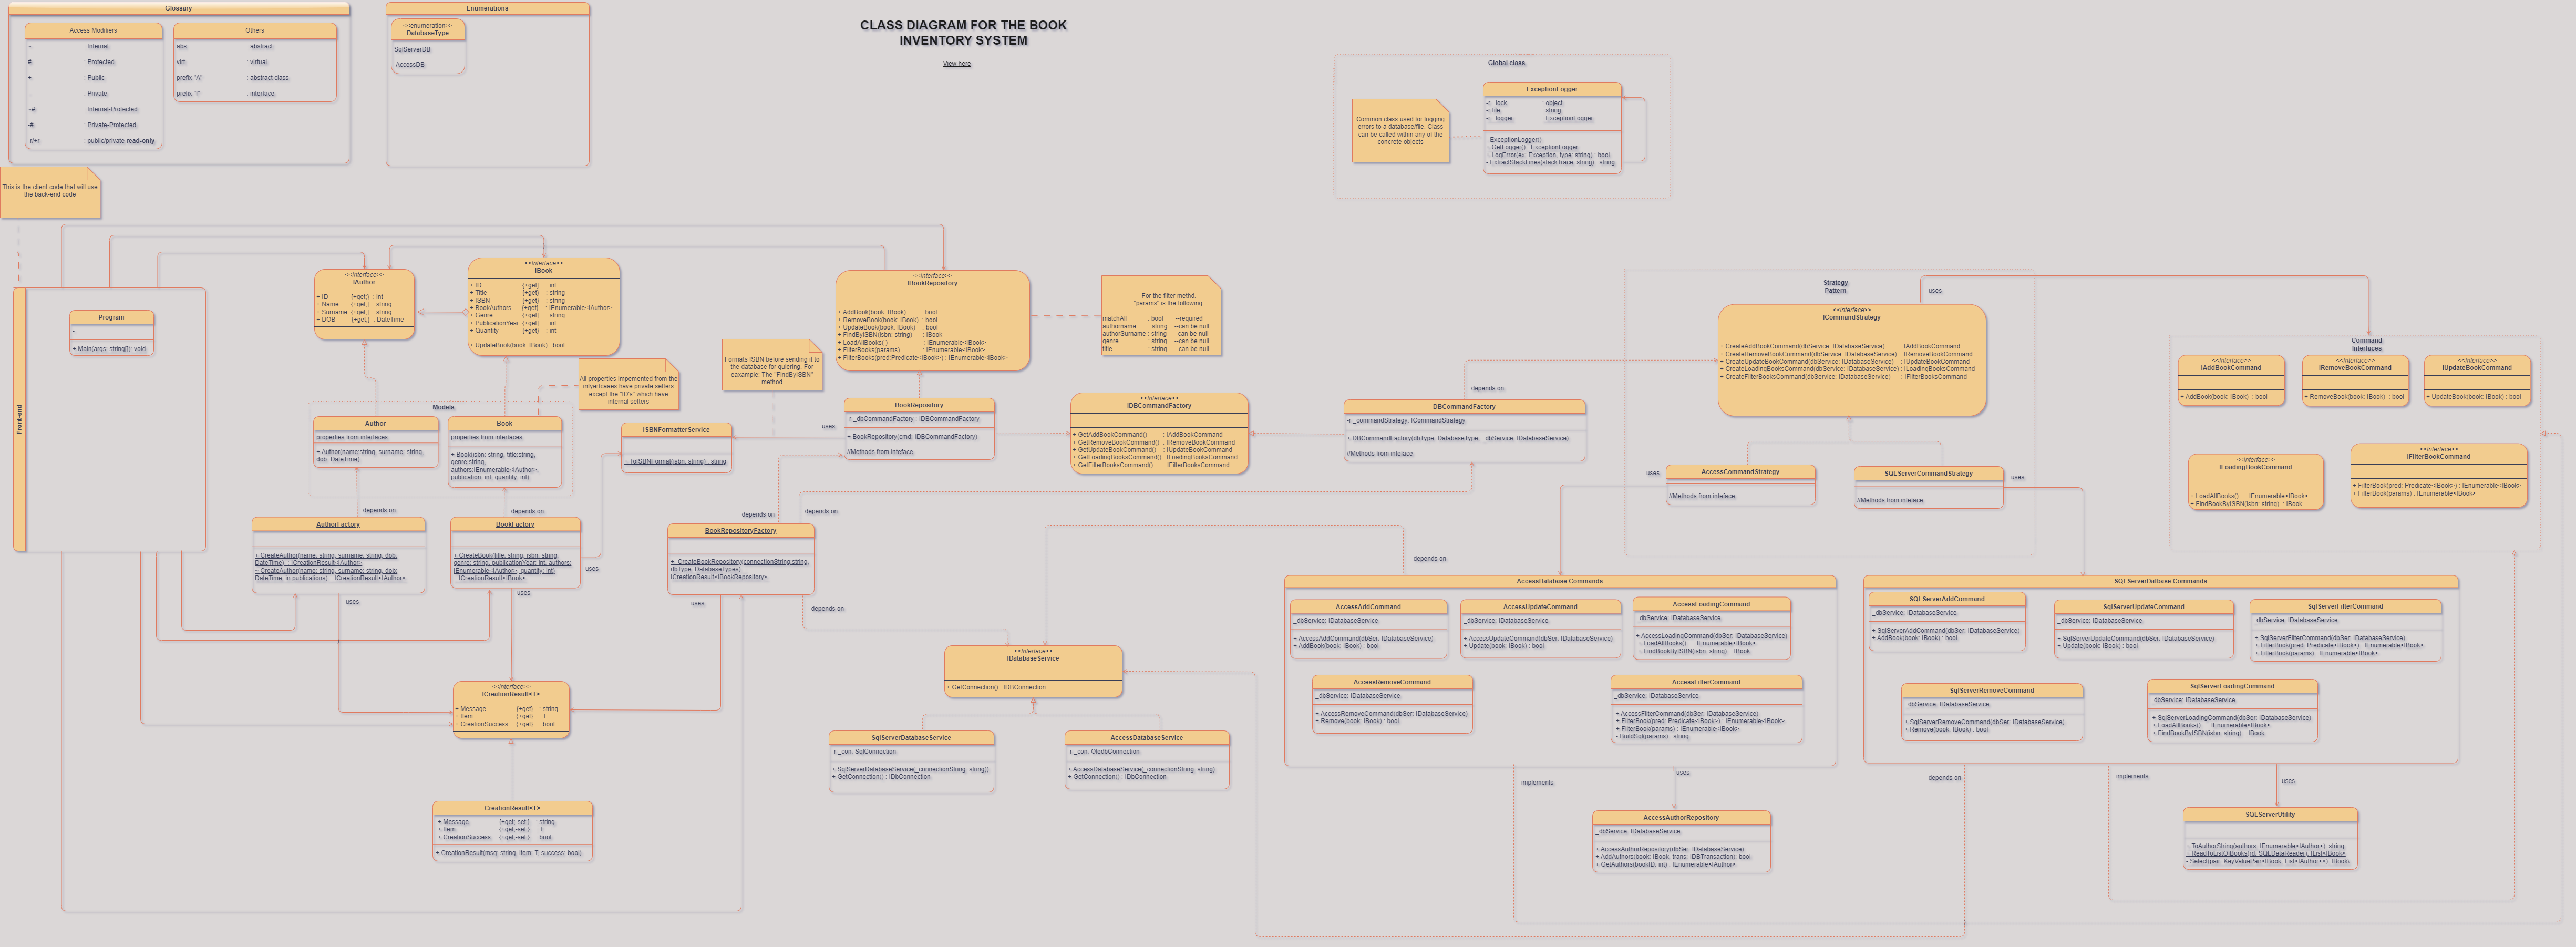 Glossary
Access Modifiers
~ : Internal
# : Protected
+ : Public
- : Private
~# : Internal-Protected
-# : Private-Protected
-r/+r : public/private read-only
Others
abs : abstract
virt : virtual
prefix "A" : abstract class
prefix "I" : Interface
Enumerations
<<enumeration>>
DatabaseType
SqlServerDB
AccessDB
CLASS DIAGRAM FOR THE BOOK
INVENTORY SYSTEM
View here
Global class
Common class used for logging
errors to a database/file. Class
can be called within any of the
concrete objects
ExceptionLogger
-r _lock : object
-r file : string
-r _logger : ExceptionLogger
- ExceptionLogger()
+ GetLogger() : ExceptionLogger
+ LogError(ex: Exception, type; string) : bool
- ExtractStackLines(stackTrace; string) : string
This is the client code that will use
the back-end code
Front-end
Program
~
+ Main(args: string[]): void
<<Interface>>
IAuthor
+ ID {+get;} : int
+ Name {+get;} : string
+ Surname {+get;} : string
+ DOB {+get;} : DateTime
<<Interface>>
IBook
+ ID {+get} : int
+ Title {+get} : string
+ ISBN {+get} : string
+ BookAuthors {+get} : IEnumerable<IAuthor>
+ Genre {+get} : string
+ PublicationYear {+get} : int
+ Quantity {+get} : int
+ UpdateBook(book: IBook) : bool
<<Interface>>
IBookRepository
+ AddBook(book: IBook) : bool
+ RemoveBook(book: IBook) : bool
+ UpdateBook(book: IBook) : bool
+ FindByISBN(isbn: string) : IBook
+ LoadAllBooks( ) : IEnumerable<IBook>
+ FilterBooks(params) : IEnumerable<IBook>
+ FilterBooks(pred:Predicate<IBook>) : IEnumerable<IBook>
For the filter methd.
"params" is the following:
matchAll : bool --required
authorname : string --can be null
authorSurname : string --can be null
genre : string --can be null
title : string --can be null
Formats ISBN before sending it to
the database for quiering. For
eaxample: The "FindByISBN"
method
All properties impemented from the
intyerfcaaes have private setters
except the "ID's" which have
internal setters
Models
Author
properties from interfaces
+ Author(name:string, surname: string,
dob: DateTime)
Book
properties from interfaces
+ Book(isbn: string, title:string,
genre:string,
authors:IEnumerable<IAuthor>,
publication: int, quantity: int)
ISBNFormatterService
+ ToISBNFormat(isbn: string) : string
uses
BookRepository
-r _dbCommandFactory : IDBCommandFactory
+ BookRepository(cmd: IDBCommandFactory)
//Methods from inteface
<<Interface>>
IDBCommandFactory
+ GetAddBookCommand() : IAddBookCommand
+ GetRemoveBookCommand() : IRemoveBookCommand
+ GetUpdateBookCommand() : IUpdateBookCommand
+ GetLoadingBooksCommand() : ILoadingBooksCommand
+ GetFilterBooksCommand() : IFilterBooksCommand
depends on
DBCommandFactory
-r _commandStrategy: ICommandStrategy
+ DBCommandFactory(dbType; DatabaseType, _dbService, IDatabaseService)
//Methods from inteface
Strategy
Pattern
uses
<<Interface>>
ICommandStrategy
+ CreateAddBookCommand(dbService: IDatabaseService) : IAddBookCommand
+ CreateRemoveBookCommand(dbService: IDatabaseService) : IRemoveBookCommand
+ CreateUpdateBookCommand(dbService: IDatabaseService) : IUpdateBookCommand
+ CreateLoadingBooksCommand(dbService: IDatabaseService) : ILoadingBooksCommand
+ CreateFilterBooksCommand(dbService: IDatabaseService) : IFilterBooksCommand
uses
AccessCommandStrategy
//Methods from inteface
SQLServerCommandStrategy
//Methods from inteface
uses
Command
Interfaces
<<Interface>>
IAddBookCommand
+ AddBook(book: IBook) : bool
<<Interface>>
IRemoveBookCommand
+ RemoveBook(book: IBook) : bool
<<Interface>>
IUpdateBookCommand
+ UpdateBook(book: IBook) : bool
<<Interface>>
ILoadingBookCommand
+ LoadAllBooks() : IEnumerable<IBook>
+ FindBookByISBN(isbn: string) : IBook
<<Interface>>
IFilterBookCommand
+ FilterBook(pred: Predicate<IBook>) : IEnumerable<IBook>
+ FilterBook(params) : IEnumerable<IBook>
depends on
depends on
depends on
depends on
AuthorFactory
+ CreateAuthor(name: string, surname: string, dob:
DateTime) : ICreationResult<IAuthor>
~ CreateAuthor(name: string, surname: string, dob:
DateTime, in publications) : ICreationResult<IAuthor>
uses
BookFactory
+ CreateBook(title: string, isbn: string,
genre: string, publicationYear: int, authors:
IEnumerable<IAuthor>, quantity: int)
: ICreationResult<IBook>
uses
uses
BookRepositoryFactory
+ CreateBookRepository(connectionString:string,
dbType: DatabaseTypes) :
ICreationResult<IBookRepository>
uses
depends on
<<Interface>>
IDatabaseService
+ GetConnection() : IDBConnection
SqlServerDatabaseService
-r _con: SqlConnection
+ SqlServerDatabaseService(_connectionString: string))
+ GetConnection() : IDbConnection
AccessDatabaseService
-r _con: OledbConnection
+ AccessDatabaseService(_connectionString: string)
+ GetConnection() : IDbConnection
<<Interface>>
ICreationResult<T>
+ Message {+get} : string
+ Item {+get} : T
+ CreationSuccess {+get} : bool
CreationResult<T>
+ Message {+get;-set;} : string
+ Item {+get;-set;} : T
+ CreationSuccess {+get;-set;} : bool
+ CreationResult(msg: string, item: T, success: bool)
depends on
AccessDatabase Commands
AccessAddCommand
_dbService: IDatabaseService
+ AccessAddCommand(dbSer: IDatabaseService)
+ AddBook(book: IBook) : bool
AccessUpdateCommand
_dbService: IDatabaseService
+ AccessUpdateCommand(dbSer: IDatabaseService)
+ Update(book: IBook) : bool
AccessLoadingCommand
_dbService; IDatabaseService
+ AccessLoadingCommand(dbSer: IDatabaseService)
+ LoadAllBooks() : IEnumerable<IBook>
+ FindBookByISBN(isbn: string) : IBook
AccessRemoveCommand
_dbService: IDatabaseService
+ AccessRemoveCommand(dbSer: IDatabaseService)
+ Remove(book: IBook) : bool
AccessFilterCommand
_dbService: IDatabaseService
+ AccessFilterCommand(dbSer: IDatabaseService)
+ FilterBook(pred: Predicate<IBook>) : IEnumerable<IBook>
+ FilterBook(params) : IEnumerable<IBook>
- BuildSql(params) : string
implements
uses
AccessAuthorRepository
_dbService: IDatabaseService
+ AccessAuthorRepository(dbSer: IDatabaseService)
+ AddAuthors(book: IBook, trans: IDBTransaction): bool
+ GetAuthors(bookID: int) : IEnumerable<IAuthor>
SQLServerDatbase Commands
SQLServerAddCommand
_dbService: IDatabaseService
+ SqlServerAddCommand(dbSer: IDatabaseService)
+ AddBook(book: IBook) : bool
SqlServerUpdateCommand
_dbService: IDatabaseService
+ SqlServerUpdateCommand(dbSer: IDatabaseService)
+ Update(book: IBook) : bool
SqlServerFilterCommand
_dbService: IDatabaseService
+ SqlServerFilterCommand(dbSer: IDatabaseService)
+ FilterBook(pred: Predicate<IBook>) : IEnumerable<IBook>
+ FilterBook(params) : IEnumerable<IBook>
SqlServerRemoveCommand
_dbService: IDatabaseService
+ SqlServerRemoveCommand(dbSer: IDatabaseService)
+ Remove(book: IBook) : bool
SqlServerLoadingCommand
_dbService: IDatabaseService
+ SqlServerLoadingCommand(dbSer: IDatabaseService)
+ LoadAllBooks() : IEnumerable<IBook>
+ FindBookByISBN(isbn: string) : IBook
depends on
implements
uses
SQLServerUtility
+ ToAuthorString(authors: IEnumerable<IAuthor>): string
+ ReadToListOfBooks(rd: SQLDataReader): IList<IBook>
- Select(pair: KeyValuePair<IBook, List<IAuthor>>): IBook)